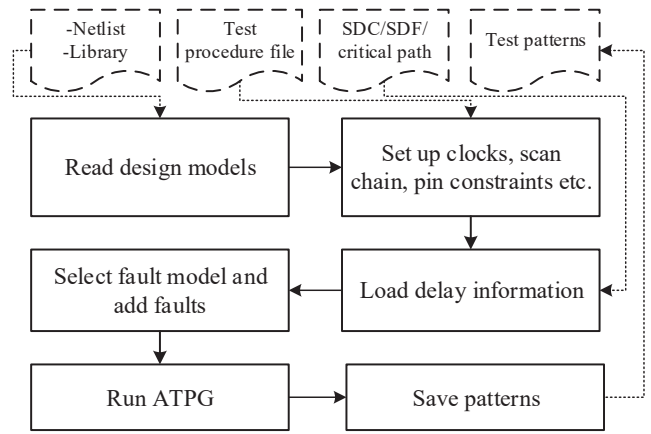 -Netlist
-Library
Test
procedure file
SDC/SDF/
critical path
Test patterns
Read design models
Set up clocks, scan
chain, pin constraints etc.
Select fault model and
add faults
Load delay information
Run ATPG
Save patterns